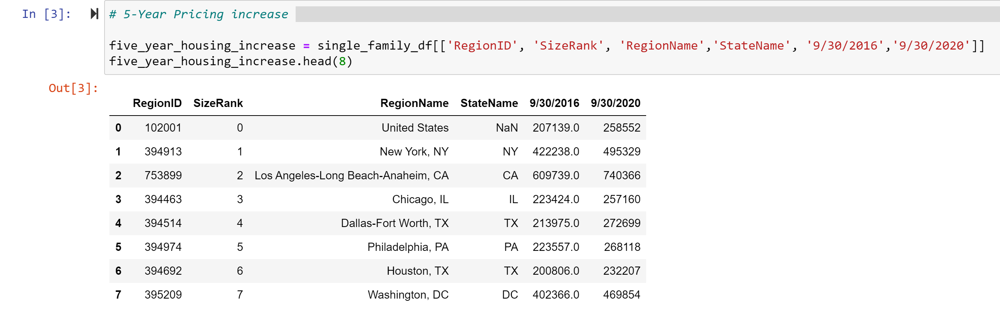 In [3]: # 5-Year Pricing increase
five_year_housing_increase = single_family_df[['RegionID', 'SizeRank', 'RegionName','StateName', '9/30/2016','9/30/2020']]
five_year_housing_increase.head(8)
Out[3]:
RegionID SizeRank RegionName StateName 9/30/2016 9/30/2020
0 102001 0 United States NaN 207139.0 258552
1 394913 1 New York, NY NY 422238.0 495329
2 753899 2 Los Angeles-Long Beach-Anaheim, CA CA 609739.0 740366
3 394463 3 Chicago, IL IL 223424.0 257160
4 394514 4 Dallas-Fort Worth, TX TX 213975.0 272699
5 394974 5 Philadelphia, PA PA 223557.0 268118
6 394692 6 Houston, TX TX 200806.0 232207
7 395209 7 Washington, DC DC 402366.0 469854